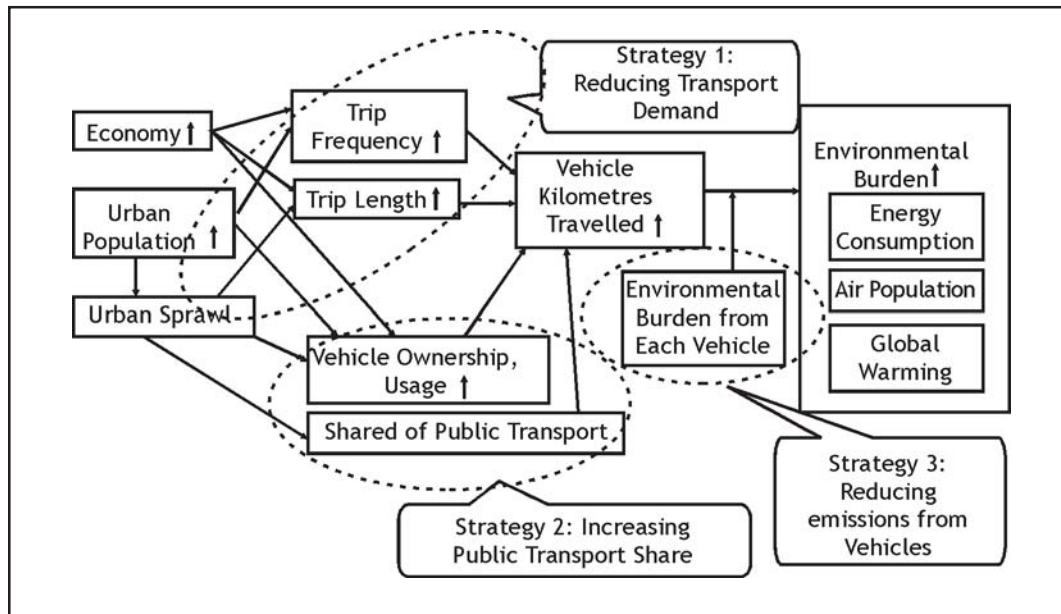 Strategy 1:
Reducing Transport
Demand
Economy ↑
Trip
Frequency ↑
Urban
Population ↑
Trip Length ↑
Vehicle
Kilometres
Travelled ↑
Environmental
Burden ↑
Energy
Consumption
Air Population
Global
Warming
Urban Sprawl
Environmental
Burden from
Each Vehicle
Vehicle Ownership,
Usage ↑
Shared of Public Transport
Strategy 2: Increasing
Public Transport Share
Strategy 3:
Reducing
emissions from
Vehicles